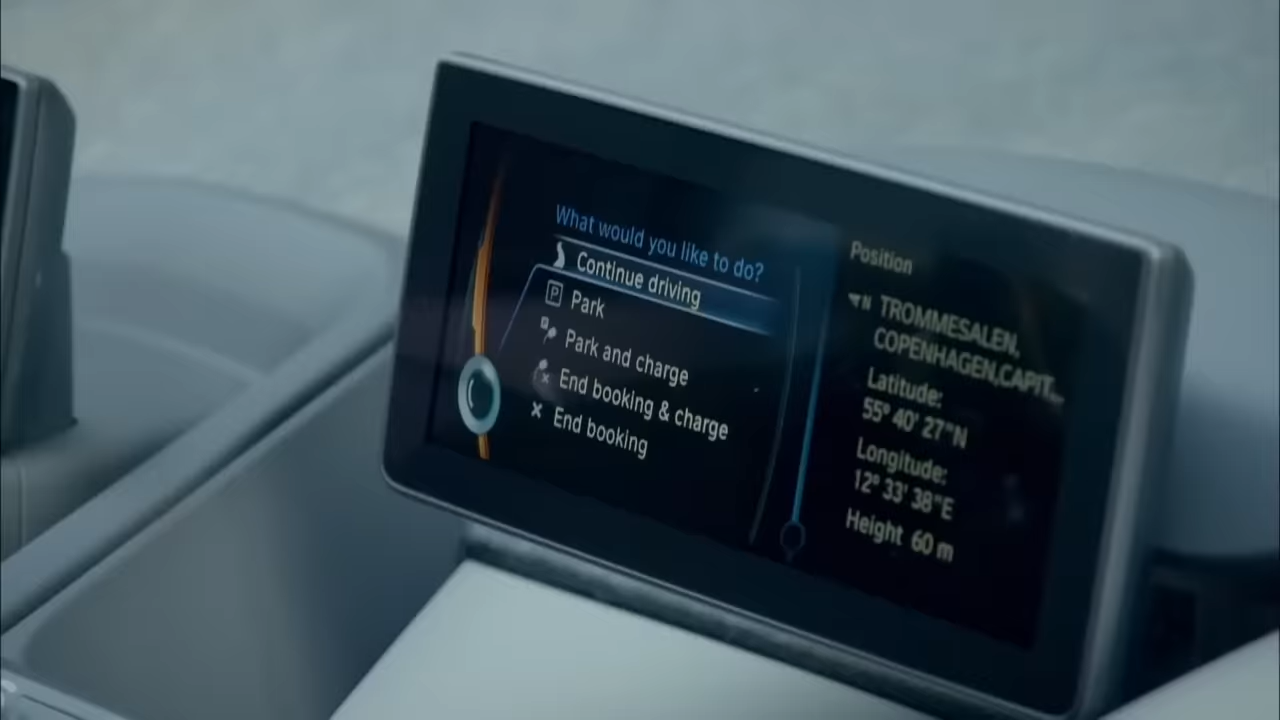 What would you like to do?
Continue driving
P Park
Park and charge
End booking & charge
End booking
Position
N TROMMESALEN,
COPENHAGEN,CAPIT...
Latitude:
55° 40' 27"N
Longitude:
12° 33' 38"E
Height 60 m